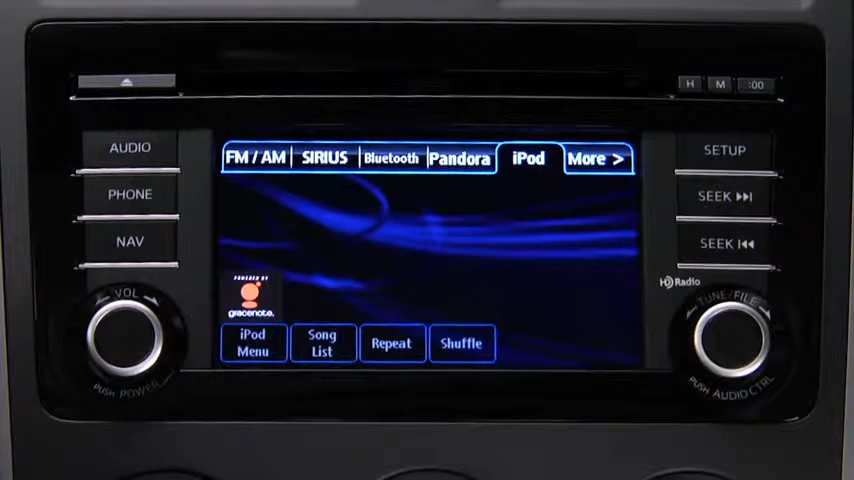 H M :00
AUDIO
PHONE
NAV
FM / AM SIRIUS Bluetooth Pandora iPod More >
SETUP
SEEK
SEEK
HD Radio
POWERED BY
gracenote.
iPod
Menu
Song
List
Repeat
Shuffle
VOL
PUSH POWER
TUNE/FILE
PUSH AUDIO CTRL